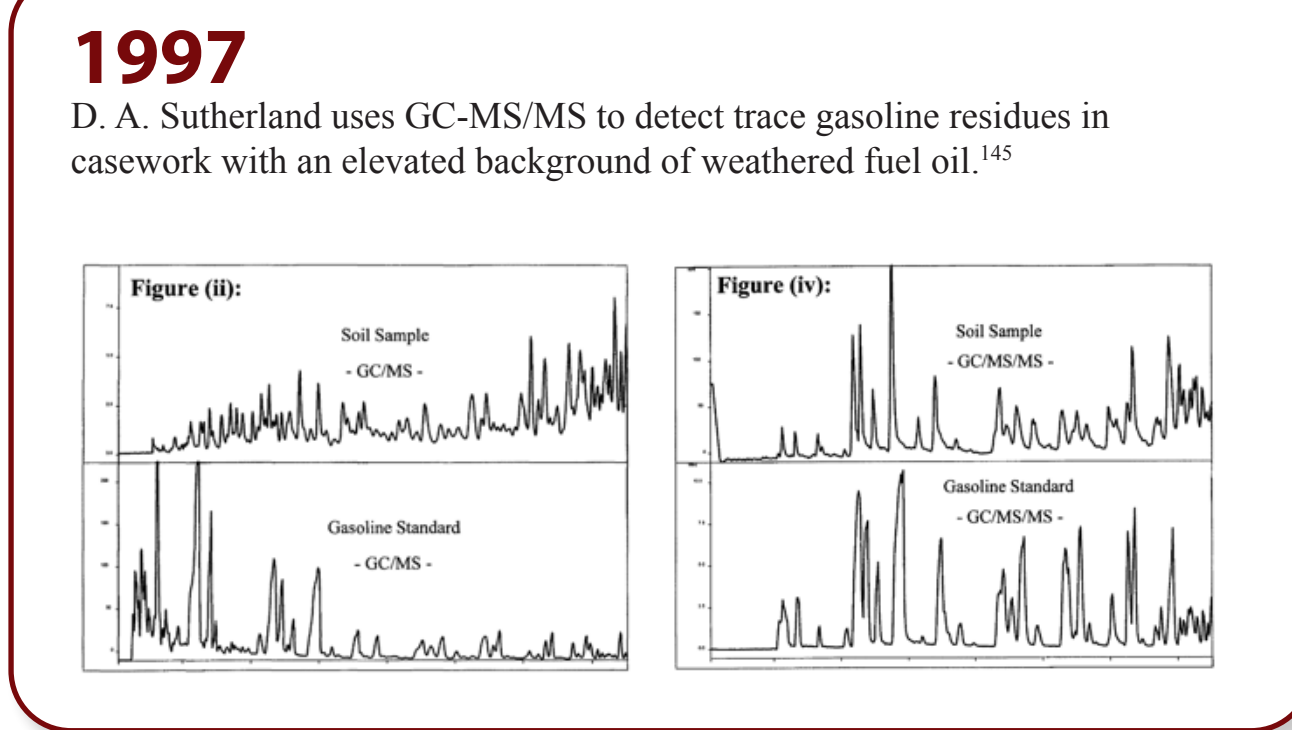 1997
D. A. Sutherland uses GC-MS/MS to detect trace gasoline residues in
casework with an elevated background of weathered fuel oil.145
Figure (ii):
Soil Sample
- GC/MS -
Gasoline Standard
- GC/MS -
Figure (iv):
Soil Sample
- GC/MS/MS -
Gasoline Standard
- GC/MS/MS -